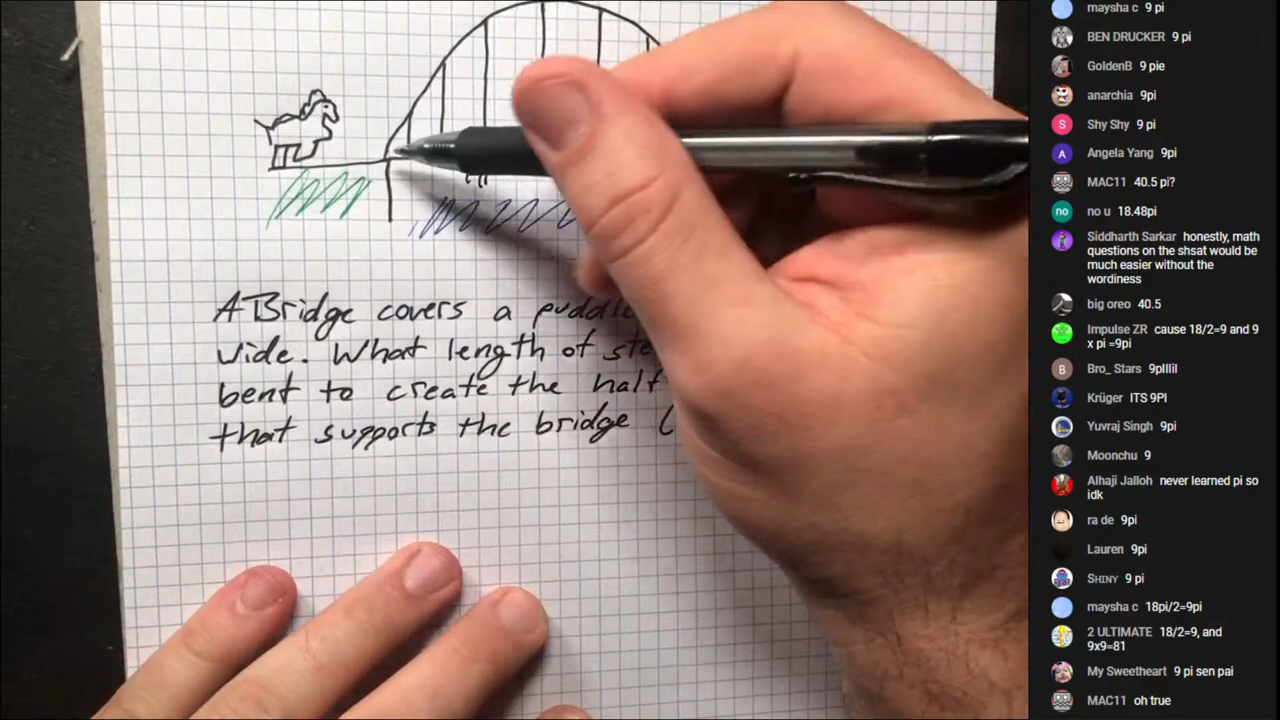 A Bridge covers a puddl
wide. What length of ste
bent to create the half
that supports the bridge (
maysha c 9 pi
BEN DRUCKER 9 pi
GoldenB 9 pie
anarchia 9pi
S Shy Shy 9 pi
A Angela Yang 9pi
MAC11 40.5 pi?
no no u 18.48pi
Siddharth Sarkar honestly, math
questions on the shsat would be
much easier without the
wordiness
big oreo 40.5
Impulse ZR cause 18/2=9 and 9
x pi =9pi
B Bro_ Stars 9pIIIiI
Krüger ITS 9PI
Yuvraj Singh 9pi
Moonchu 9
Alhaji Jalloh never learned pi so
idk
ra de 9pi
Lauren 9pi
SHINY 9 pi
maysha c 18pi/2=9pi
2 ULTIMATE 18/2=9, and
9x9=81
My Sweetheart 9 pi sen pai
MAC11 oh true